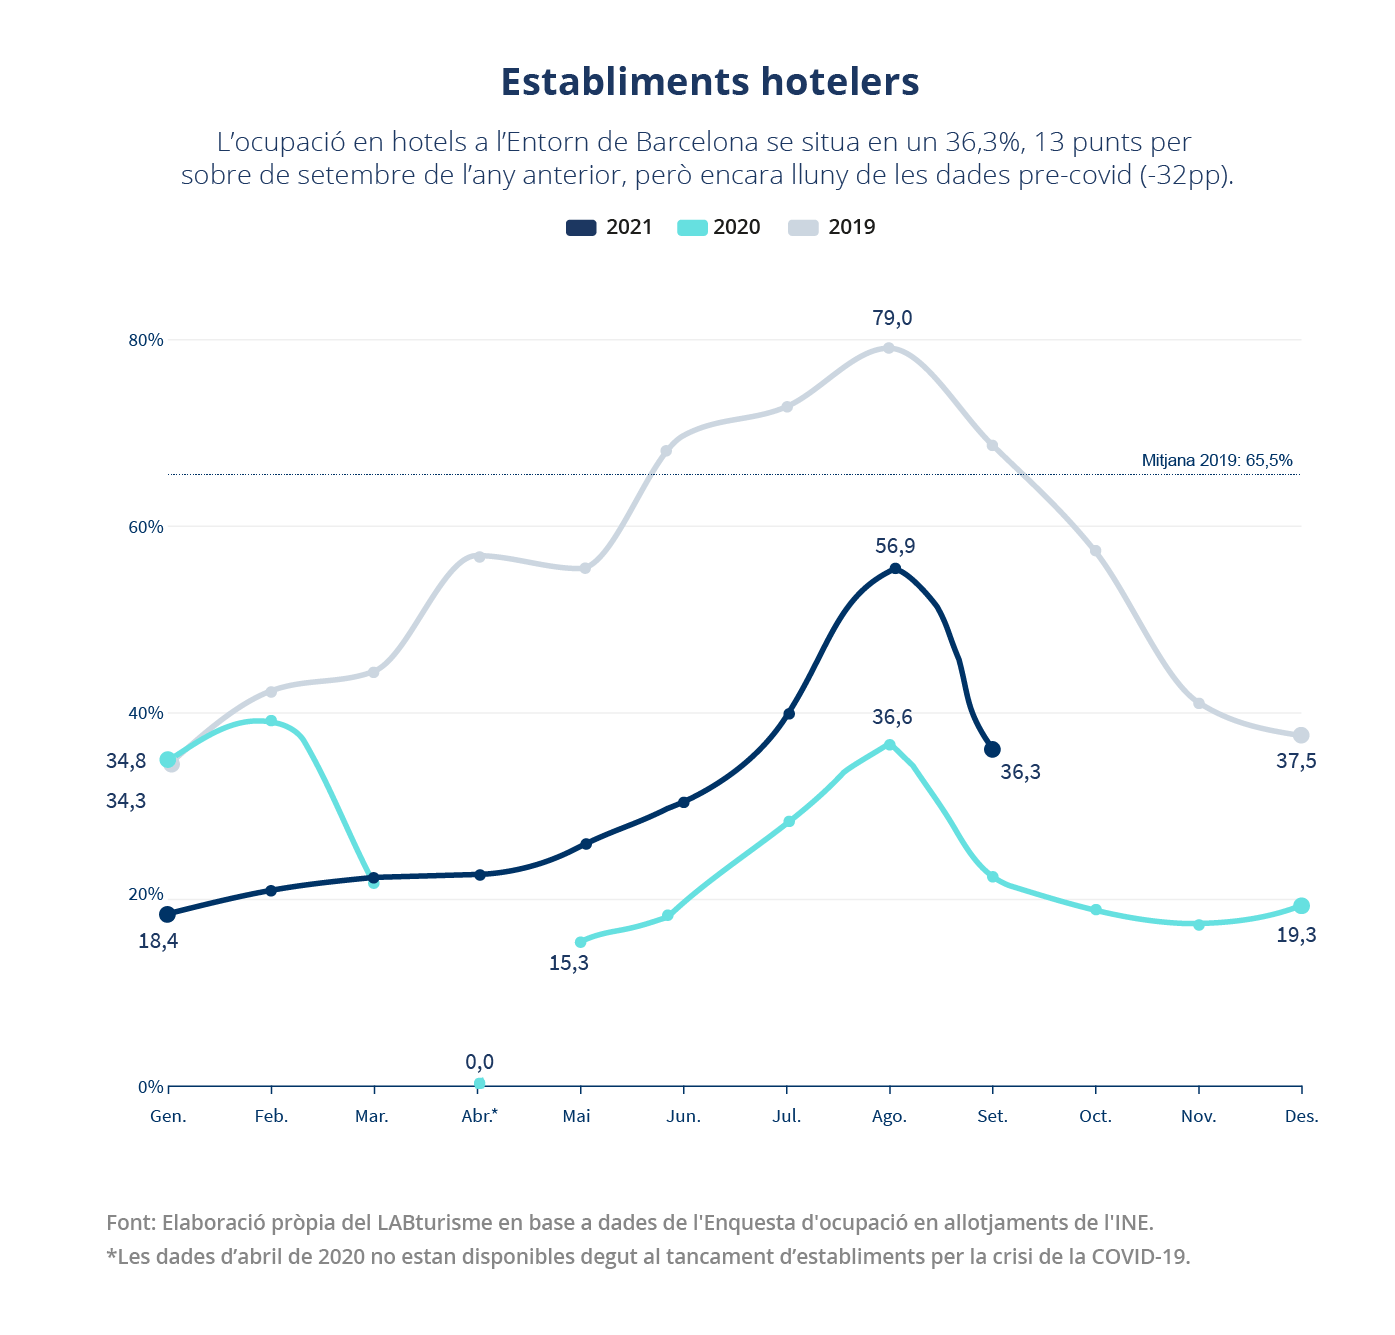 Establiments hotelers
L’ocupació en hotels a l’Entorn de Barcelona se situa en un 36,3%, 13 punts per
sobre de setembre de l’any anterior, però encara lluny de les dades pre-covid (-32pp).
2021 2020 2019
79,0
80%
Mitjana 2019: 65,5%
60%
56,9
40%
36,6
34,8
36,3
37,5
34,3
20%
18,4
19,3
15,3
0,0
0%
Gen. Feb. Mar. Abr.* Mai Jun. Jul. Ago. Set. Oct. Nov. Des.
Font: Elaboració pròpia del LABturisme en base a dades de l'Enquesta d'ocupació en allotjaments de l'INE.
*Les dades d’abril de 2020 no estan disponibles degut al tancament d’establiments per la crisi de la COVID-19.